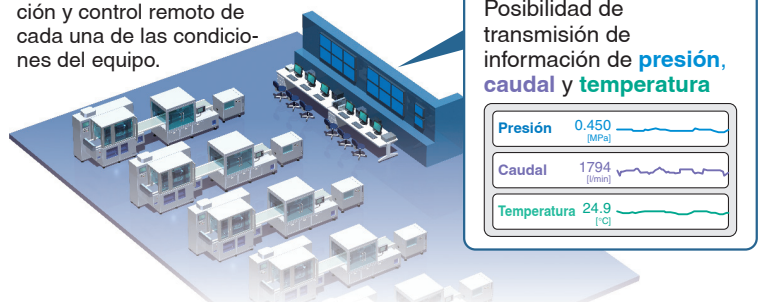 ción y control remoto de
cada una de las condicio-
nes del equipo.
Posibilidad de
transmisión de
información de presión,
caudal y temperatura
Presión 0.450
[MPa]
Caudal 1794
[l/min]
Temperatura 24.9
[°C]